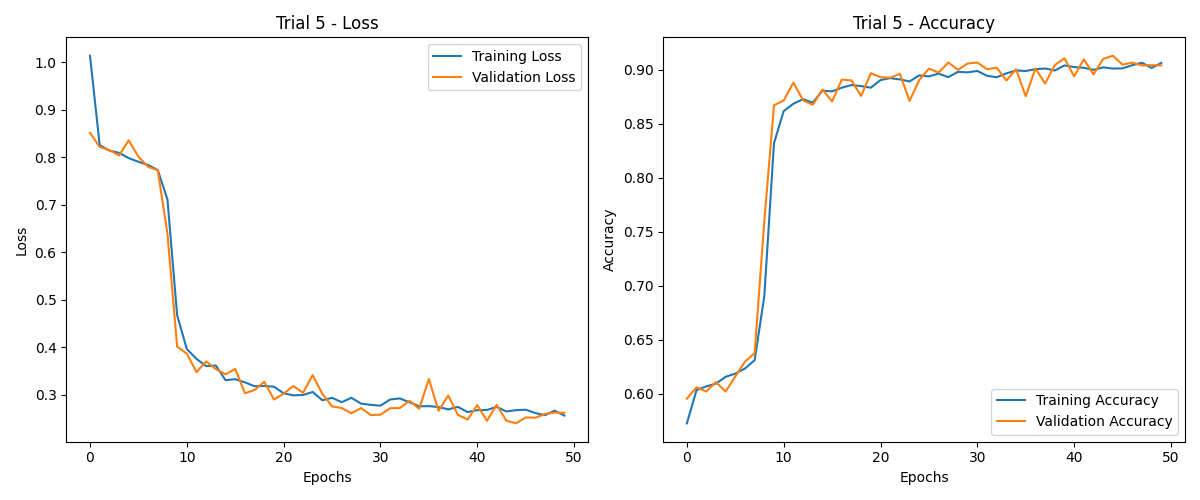 Trial 5 - Loss
Training Loss
Validation Loss
1.0
0.9
0.8
0.7
0.6
0.5
0.4
0.3
Loss
0 10 20 30 40 50
Epochs
Trial 5 - Accuracy
0.90
0.85
0.80
0.75
0.70
0.65
0.60
Accuracy
Training Accuracy
Validation Accuracy
0 10 20 30 40 50
Epochs